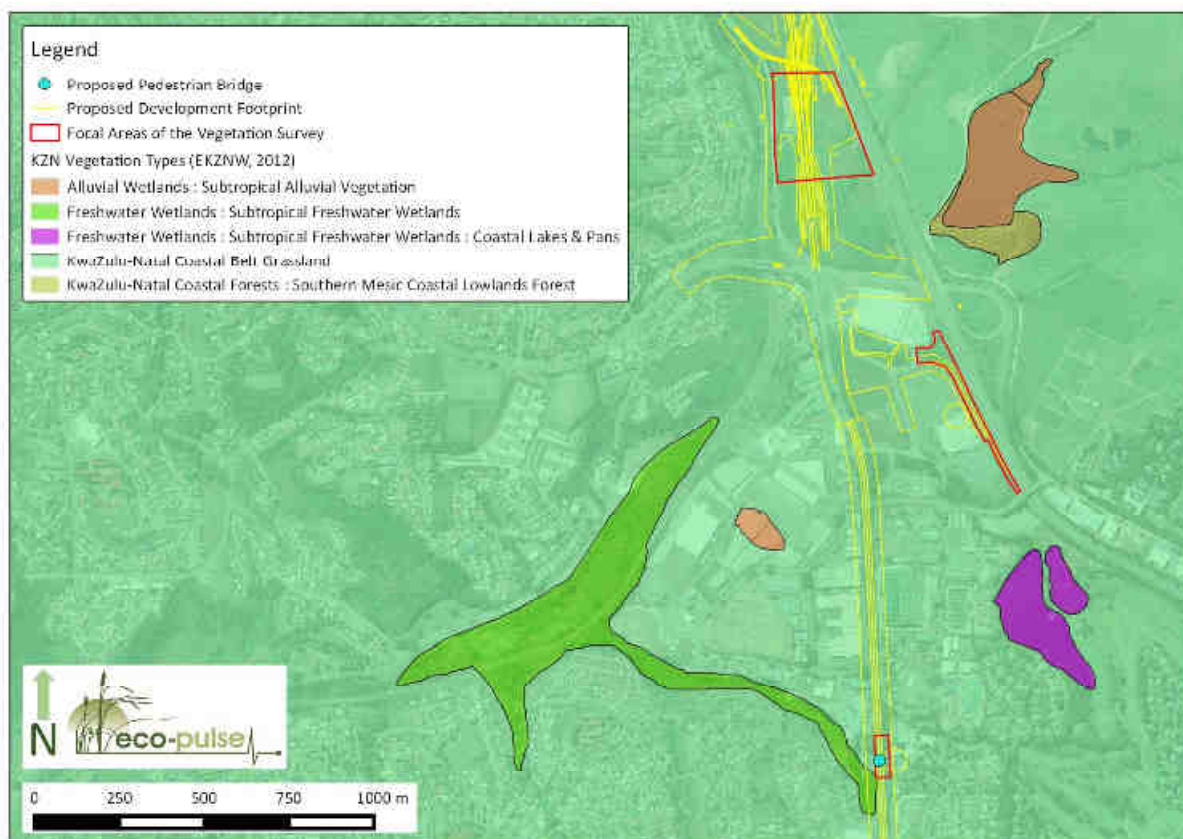 Legend
Proposed Pedestrian Bridge
Proposed Development Footprint
Focal Areas of the Vegetation Survey
KZN Vegetation Types (EKZNW, 2012)
Alluvial Wetlands : Subtropical Alluvial Vegetation
Freshwater Wetlands : Subtropical Freshwater Wetlands
Freshwater Wetlands : Subtropical Freshwater Wetlands : Coastal Lakes & Pans
KwaZulu-Natal Coastal Belt Grassland
KwaZulu-Natal Coastal Forests : Southern Mesic Coastal Lowlands Forest
N
eco-pulse
0 250 500 750 1000 m